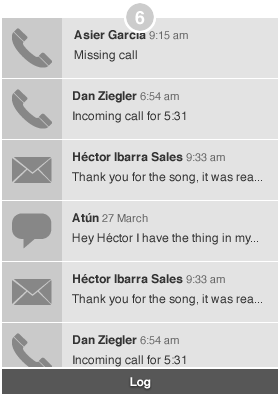 6
Asier García 9:15 am
Missing call
Dan Ziegler 6:54 am
Incoming call for 5:31
Héctor Ibarra Sales 9:33 am
Thank you for the song, it was rea...
Atún 27 March
Hey Héctor I have the thing in my...
Héctor Ibarra Sales 9:33 am
Thank you for the song, it was rea...
Dan Ziegler 6:54 am
Incoming call for 5:31
Log